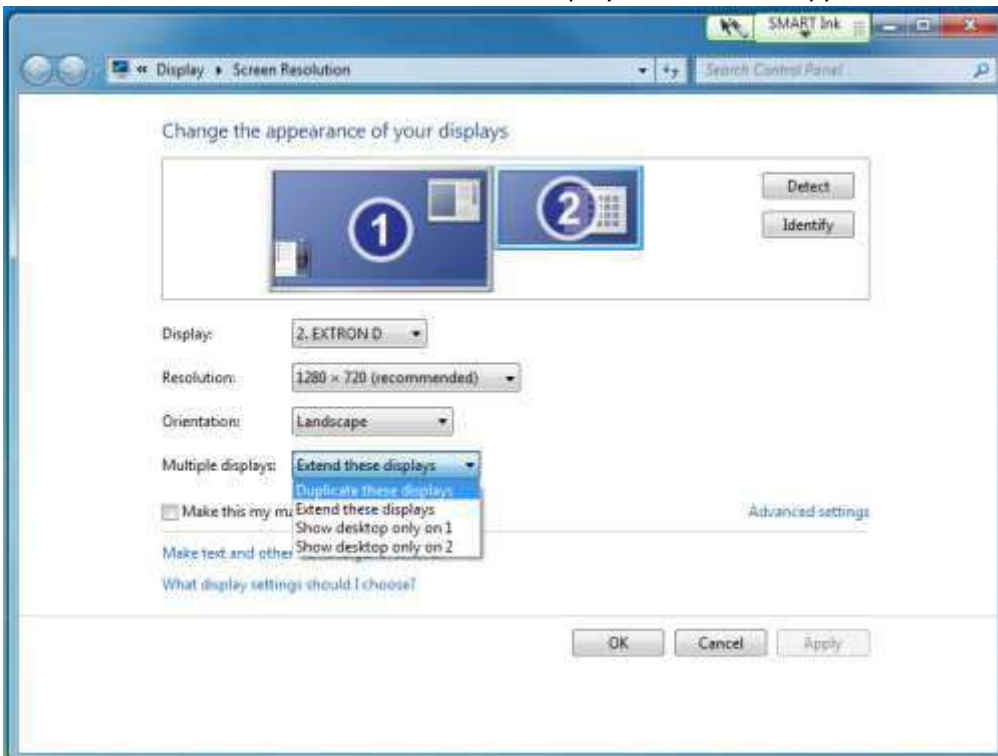 SMART Ink
« Display ▸ Screen Resolution
Search Control Panel
Change the appearance of your displays
1
2
Detect
Identify
Display: 2. EXTRON D
Resolution: 1280 × 720 (recommended)
Orientation: Landscape
Multiple displays: Extend these displays
Duplicate these displays
Make this my
Extend these displays
Advanced settings
Show desktop only on 1
Make text and other
Show desktop only on 2
What display settings should I choose?
OK
Cancel
Apply